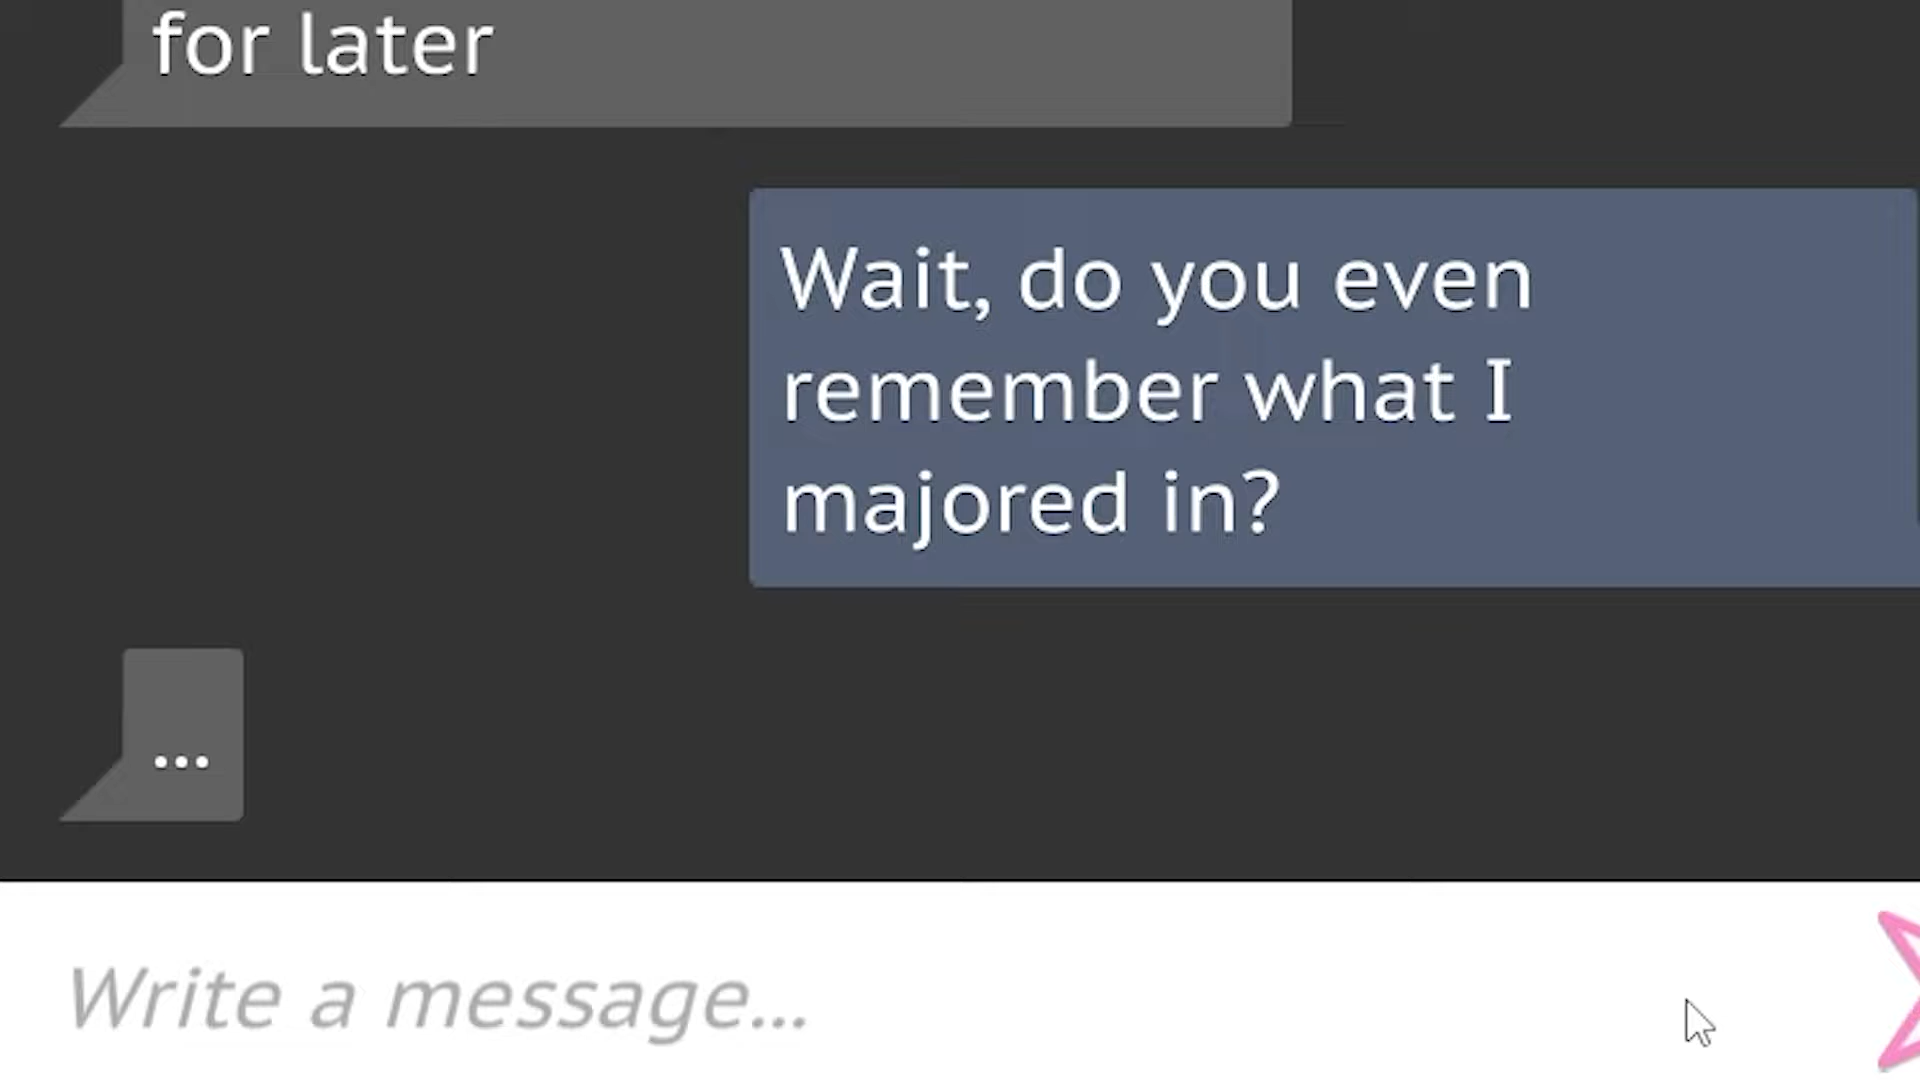 for later
Wait, do you even
remember what I
majored in?
...
Write a message...